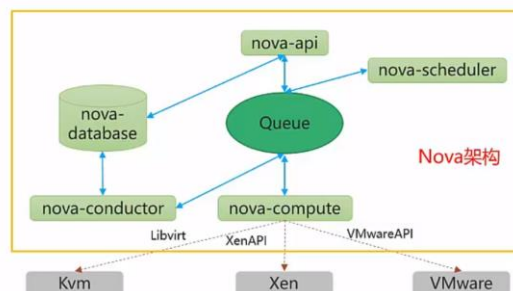 nova-api
nova-scheduler
nova-
database
Queue
Nova架构
nova-conductor
nova-compute
Libvirt
XenAPI
VMwareAPI
Kvm
Xen
VMware